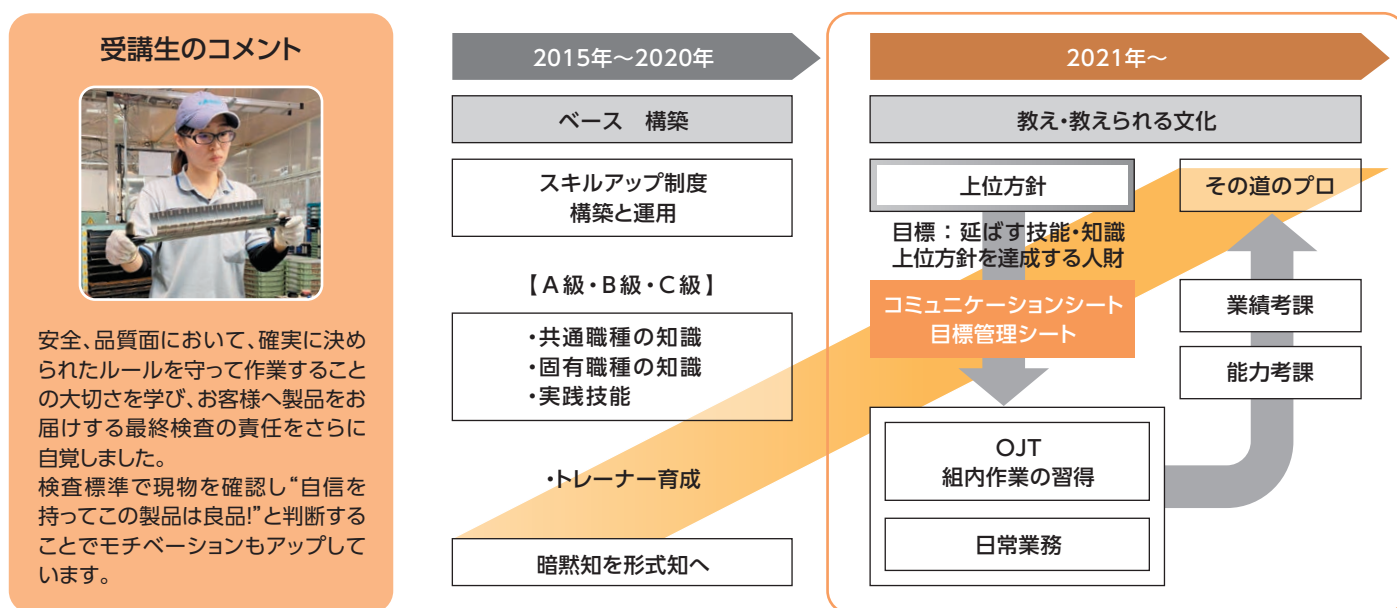 受講生のコメント
安全、品質面において、確実に決め
られたルールを守って作業すること
の大切さを学び、お客様へ製品をお
届けする最終検査の責任をさらに
自覚しました。
検査標準で現物を確認し“自信を
持ってこの製品は良品!”と判断する
ことでモチベーションもアップして
います。
2015年～2020年
ベース　構築
スキルアップ制度
構築と運用
【A級・B級・C級】
・共通職種の知識
・固有職種の知識
・実践技能
・トレーナー育成
暗黙知を形式知へ
2021年～
教え・教えられる文化
上位方針
目標：延ばす技能・知識
上位方針を達成する人財
コミュニケーションシート
目標管理シート
OJT
組内作業の習得
日常業務
その道のプロ
業績考課
能力考課